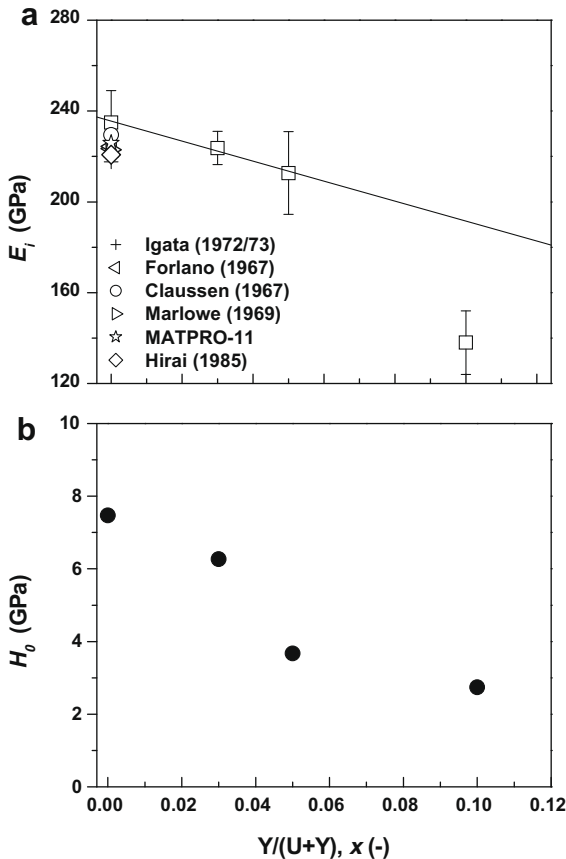 a
280
240
200
160
120
E_i (GPa)
Igata (1972/73)
Forlano (1967)
Claussen (1967)
Marlowe (1969)
MATPRO-11
Hirai (1985)
b
10
8
6
4
2
0
H_0 (GPa)
0.00 0.02 0.04 0.06 0.08 0.10 0.12
Y/(U+Y), x (-)